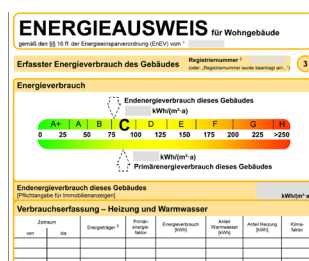 ENERGIEAUSWEIS für Wohngebäude
gemäß den §§ 16 ff. der Energieeinsparverordnung (EnEV) vom ¹
Erfasster Energieverbrauch des Gebäudes
Registriernummer ²
(oder: „Registriernummer wurde beantragt am...")
3
Energieverbrauch
Endenergieverbrauch dieses Gebäudes
kWh/(m²·a)
A+ A B C D E F G H
0 25 50 75 100 125 150 175 200 225 >250
kWh/(m²·a)
Primärenergieverbrauch dieses Gebäudes
Endenergieverbrauch dieses Gebäudes
[Pflichtangabe für Immobilienanzeigen]
kWh/m²·a
Verbrauchserfassung – Heizung und Warmwasser
Zeitraum
von bis
Energieträger ³
Primär-
energie-
faktor
Energieverbrauch
[kWh]
Anteil
Warmwasser
[kWh]
Anteil Heizung
[kWh]
Klima-
faktor